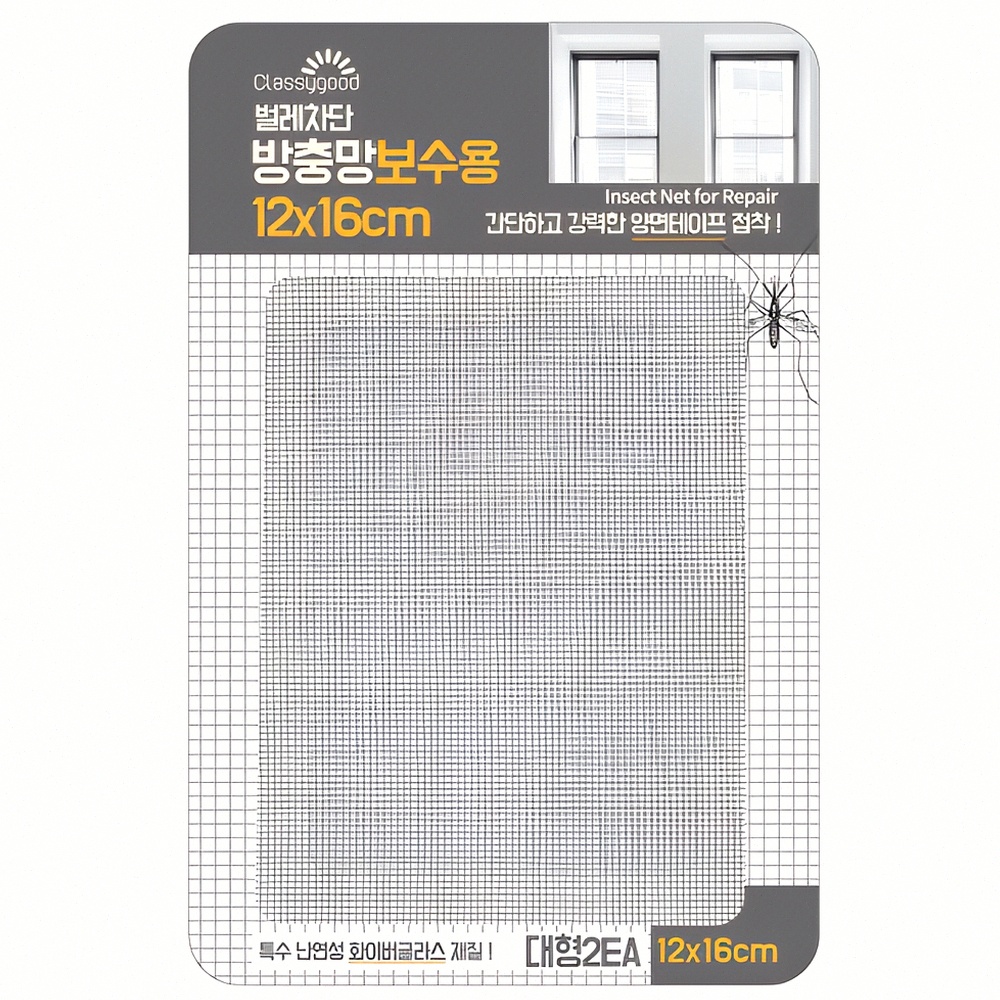 Classygood
벌레차단
방충망보수용
12x16cm
Insect Net for Repair
간단하고 강력한 양면테이프 접착!
특수 난연성 화이버글라스 재질!
대형2EA
12x16cm